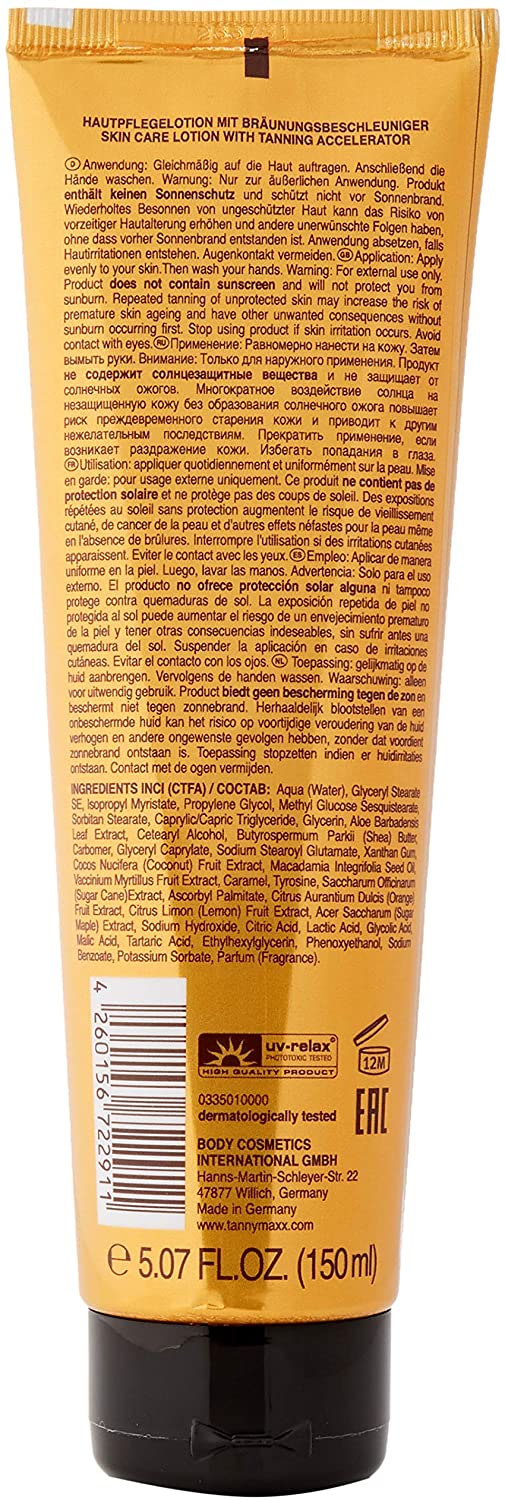 HAUTPFLEGELOTION MIT BRÄUNUNGSBESCHLEUNIGER
SKIN CARE LOTION WITH TANNING ACCELERATOR
D Anwendung: Gleichmäßig auf die Haut auftragen. Anschließend die
Hände waschen. Warnung: Nur zur äußerlichen Anwendung. Produkt
enthält keinen Sonnenschutz und schützt nicht vor Sonnenbrand.
Wiederholtes Besonnen von ungeschützter Haut kann das Risiko von
vorzeitiger Hautalterung erhöhen und andere unerwünschte Folgen haben,
ohne dass vorher Sonnenbrand entstanden ist. Anwendung absetzen, falls
Hautirritationen entstehen. Augenkontakt vermeiden. GB Application: Apply
evenly to your skin.Then wash your hands. Warning: For external use only.
Product does not contain sunscreen and will not protect you from
sunburn. Repeated tanning of unprotected skin may increase the risk of
premature skin ageing and have other unwanted consequences without
sunburn occurring first. Stop using product if skin irritation occurs. Avoid
contact with eyes. RU Применение: Равномерно нанести на кожу. Затем
вымыть руки. Внимание: Только для наружного применения. Продукт
не содержит солнцезащитные вещества и не защищает от
солнечных ожогов. Многократное воздействие солнца на
незащищенную кожу без образования солнечного ожога повышает
риск преждевременного старения кожи и приводит к другим
нежелательным последствиям. Прекратить применение, если
возникает раздражение кожи. Избегать попадания в глаза.
FR Utilisation: appliquer quotidiennement et uniformément sur la peau. Mise
en garde: pour usage externe uniquement. Ce produit ne contient pas de
protection solaire et ne protège pas des coups de soleil. Des expositions
répétées au soleil sans protection augmentent le risque de vieillissement
cutané, de cancer de la peau et d'autres effets néfastes pour la peau même
en l'absence de brûlures. Interrompre l'utilisation si des irritations cutanées
apparaissent. Eviter le contact avec les yeux. ES Empleo: Aplicar de manera
uniforme en la piel. Luego, lavar las manos. Advertencia: Solo para el uso
externo. El producto no ofrece protección solar alguna ni tampoco
protege contra quemaduras de sol. La exposición repetida de piel no
protegida al sol puede aumentar el riesgo de un envejecimiento prematuro
de la piel y tener otras consecuencias indeseables, sin sufrir antes una
quemadura del sol. Suspender la aplicación en caso de irritaciones
cutáneas. Evitar el contacto con los ojos. NL Toepassing: gelijkmatig op de
huid aanbrengen. Vervolgens de handen wassen. Waarschuwing: alleen
voor uitwendig gebruik. Product biedt geen bescherming tegen de zon en
beschermt niet tegen zonnebrand. Herhaaldelijk blootstellen van een
onbeschermde huid kan het risico op voortijdige veroudering van de huid
verhogen en andere ongewenste gevolgen hebben, zonder dat voordient
zonnebrand ontstaan is. Toepassing stopzetten indien er huidirritaties
ontstaan. Contact met de ogen vermijden.
INGREDIENTS INCI (CTFA) / СОСТАВ: Aqua (Water), Glyceryl Stearate
SE, Isopropyl Myristate, Propylene Glycol, Methyl Glucose Sesquistearate,
Sorbitan Stearate, Caprylic/Capric Triglyceride, Glycerin, Aloe Barbadensis
Leaf Extract, Cetearyl Alcohol, Butyrospermum Parkii (Shea) Butter,
Carbomer, Glyceryl Caprylate, Sodium Stearoyl Glutamate, Xanthan Gum,
Cocos Nucifera (Coconut) Fruit Extract, Macadamia Integrifolia Seed Oil,
Vaccinium Myrtillus Fruit Extract, Caramel, Tyrosine, Saccharum Officinarum
(Sugar Cane)Extract, Ascorbyl Palmitate, Citrus Aurantium Dulcis (Orange)
Fruit Extract, Citrus Limon (Lemon) Fruit Extract, Acer Saccharum (Sugar
Maple) Extract, Sodium Hydroxide, Citric Acid, Lactic Acid, Glycolic Acid,
Malic Acid, Tartaric Acid, Ethylhexylglycerin, Phenoxyethanol, Sodium
Benzoate, Potassium Sorbate, Parfum (Fragrance).
4 260156 722911
uv-relax®
PHOTOTOXIC TESTED
HIGH QUALITY PRODUCT
12M
EAC
0335010000
dermatologically tested
BODY COSMETICS
INTERNATIONAL GMBH
Hanns-Martin-Schleyer-Str. 22
47877 Willich, Germany
Made in Germany
www.tannymaxx.com
℮ 5.07 FL.OZ. (150 ml)